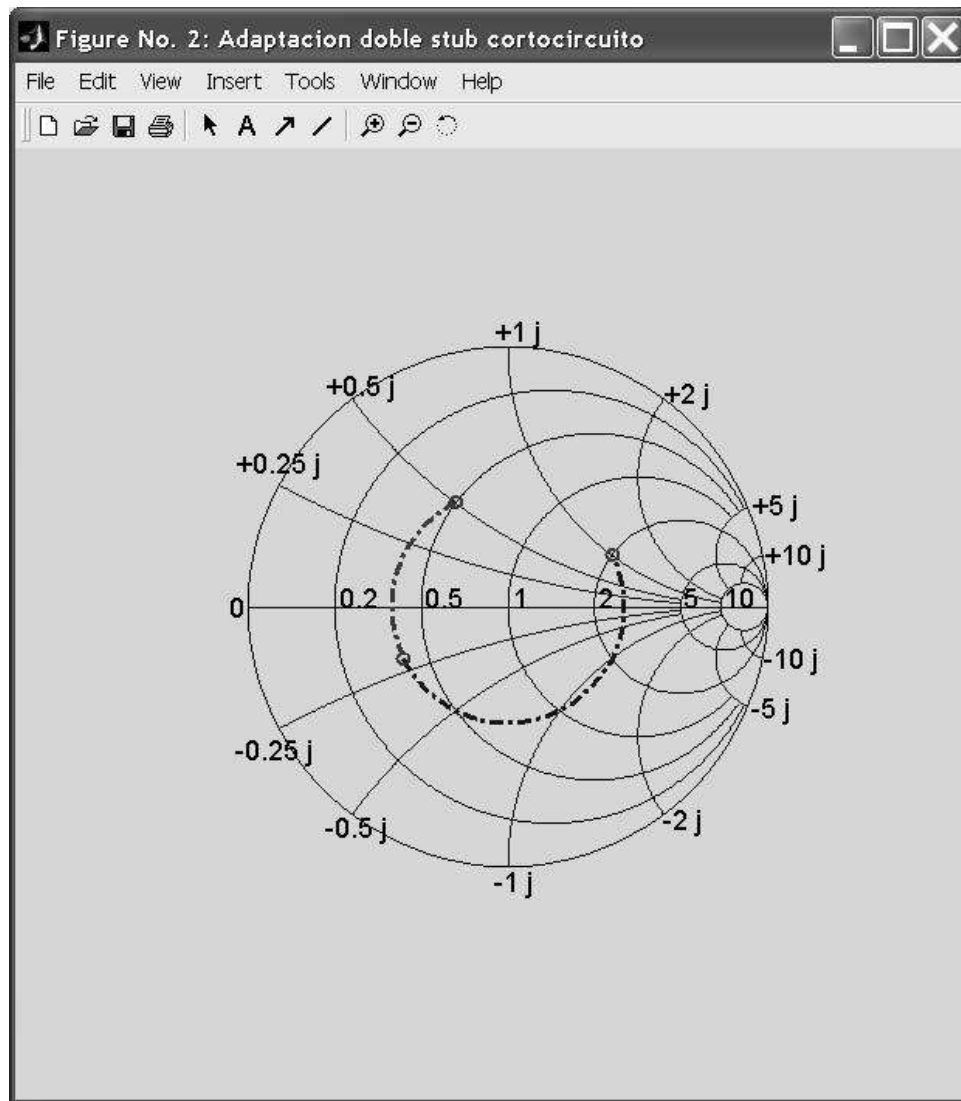 Figure No. 2: Adaptacion doble stub cortocircuito
File Edit View Insert Tools Window Help
A
+1 j
+0.5 j
+2 j
+0.25 j
+5 j
+10 j
0
0.2
0.5
1
2
5
10
-10 j
-5 j
-0.25 j
-0.5 j
-2 j
-1 j